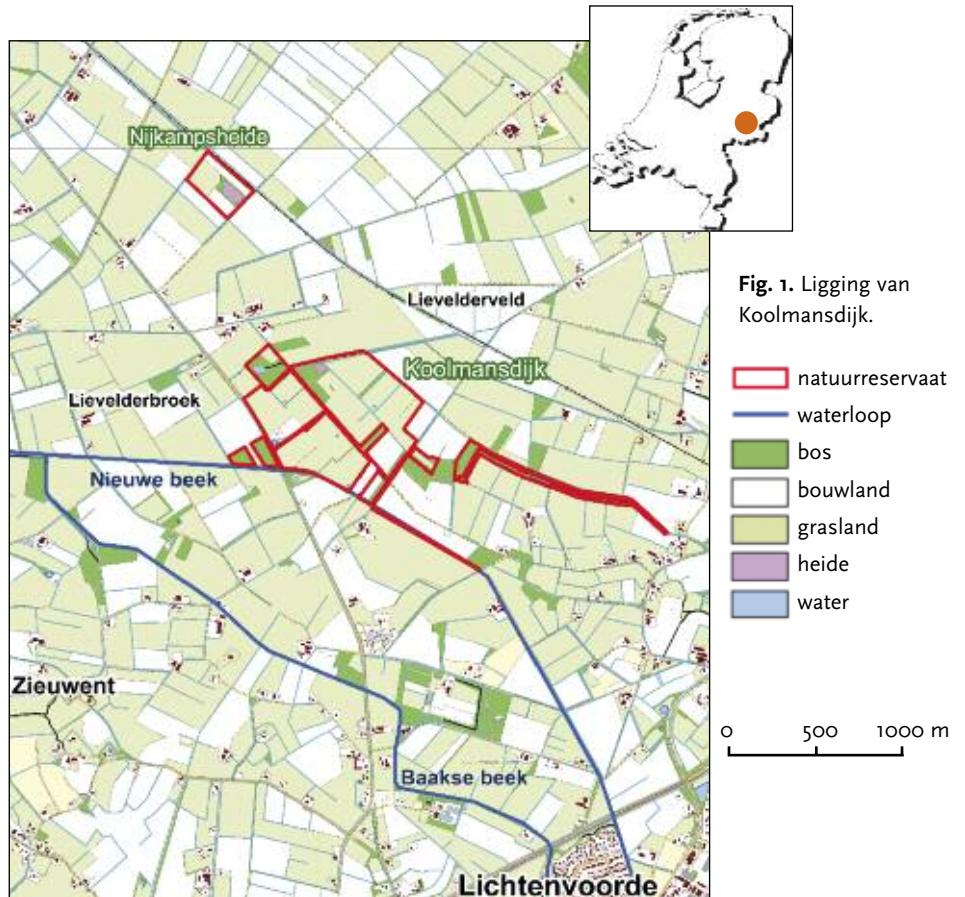 Nijkampsheide
Lievelderveld
Koolmansdijk
Lievelderbroek
Nieuwe beek
Zieuwent
Baakse beek
Lichtenvoorde
Fig. 1. Ligging van
Koolmansdijk.
natuurreservaat
waterloop
bos
bouwland
grasland
heide
water
0 500 1000 m